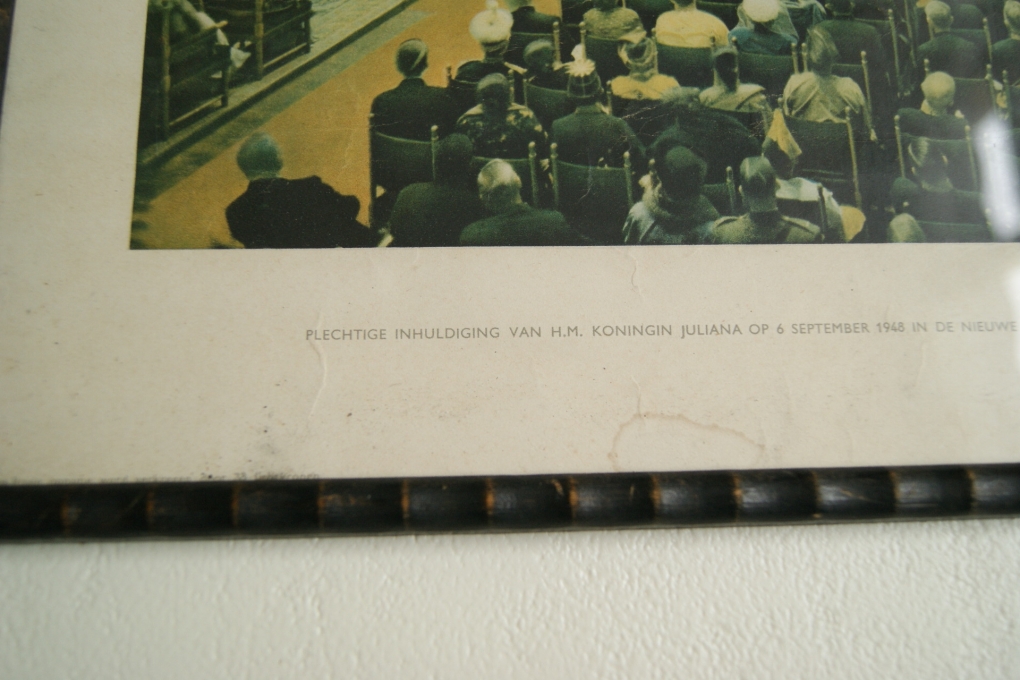 PLECHTIGE INHULDIGING VAN H.M. KONINGIN JULIANA OP 6 SEPTEMBER 1948 IN DE NIEUWE